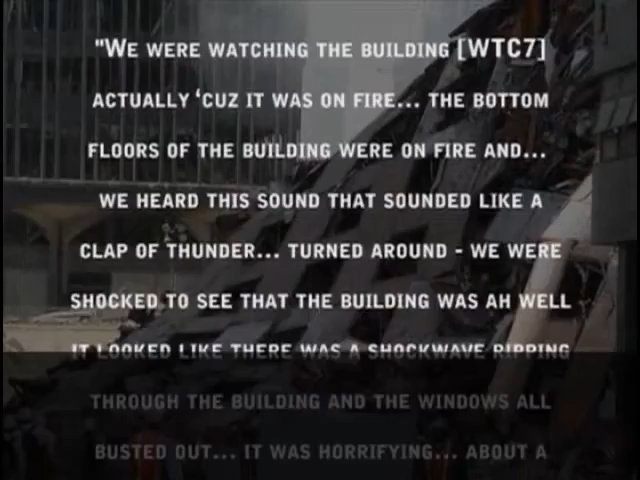 "WE WERE WATCHING THE BUILDING [WTC7]
ACTUALLY 'CUZ IT WAS ON FIRE... THE BOTTOM
FLOORS OF THE BUILDING WERE ON FIRE AND...
WE HEARD THIS SOUND THAT SOUNDED LIKE A
CLAP OF THUNDER... TURNED AROUND - WE WERE
SHOCKED TO SEE THAT THE BUILDING WAS AH WELL
IT LOOKED LIKE THERE WAS A SHOCKWAVE RIPPING
THROUGH THE BUILDING AND THE WINDOWS ALL
BUSTED OUT... IT WAS HORRIFYING... ABOUT A